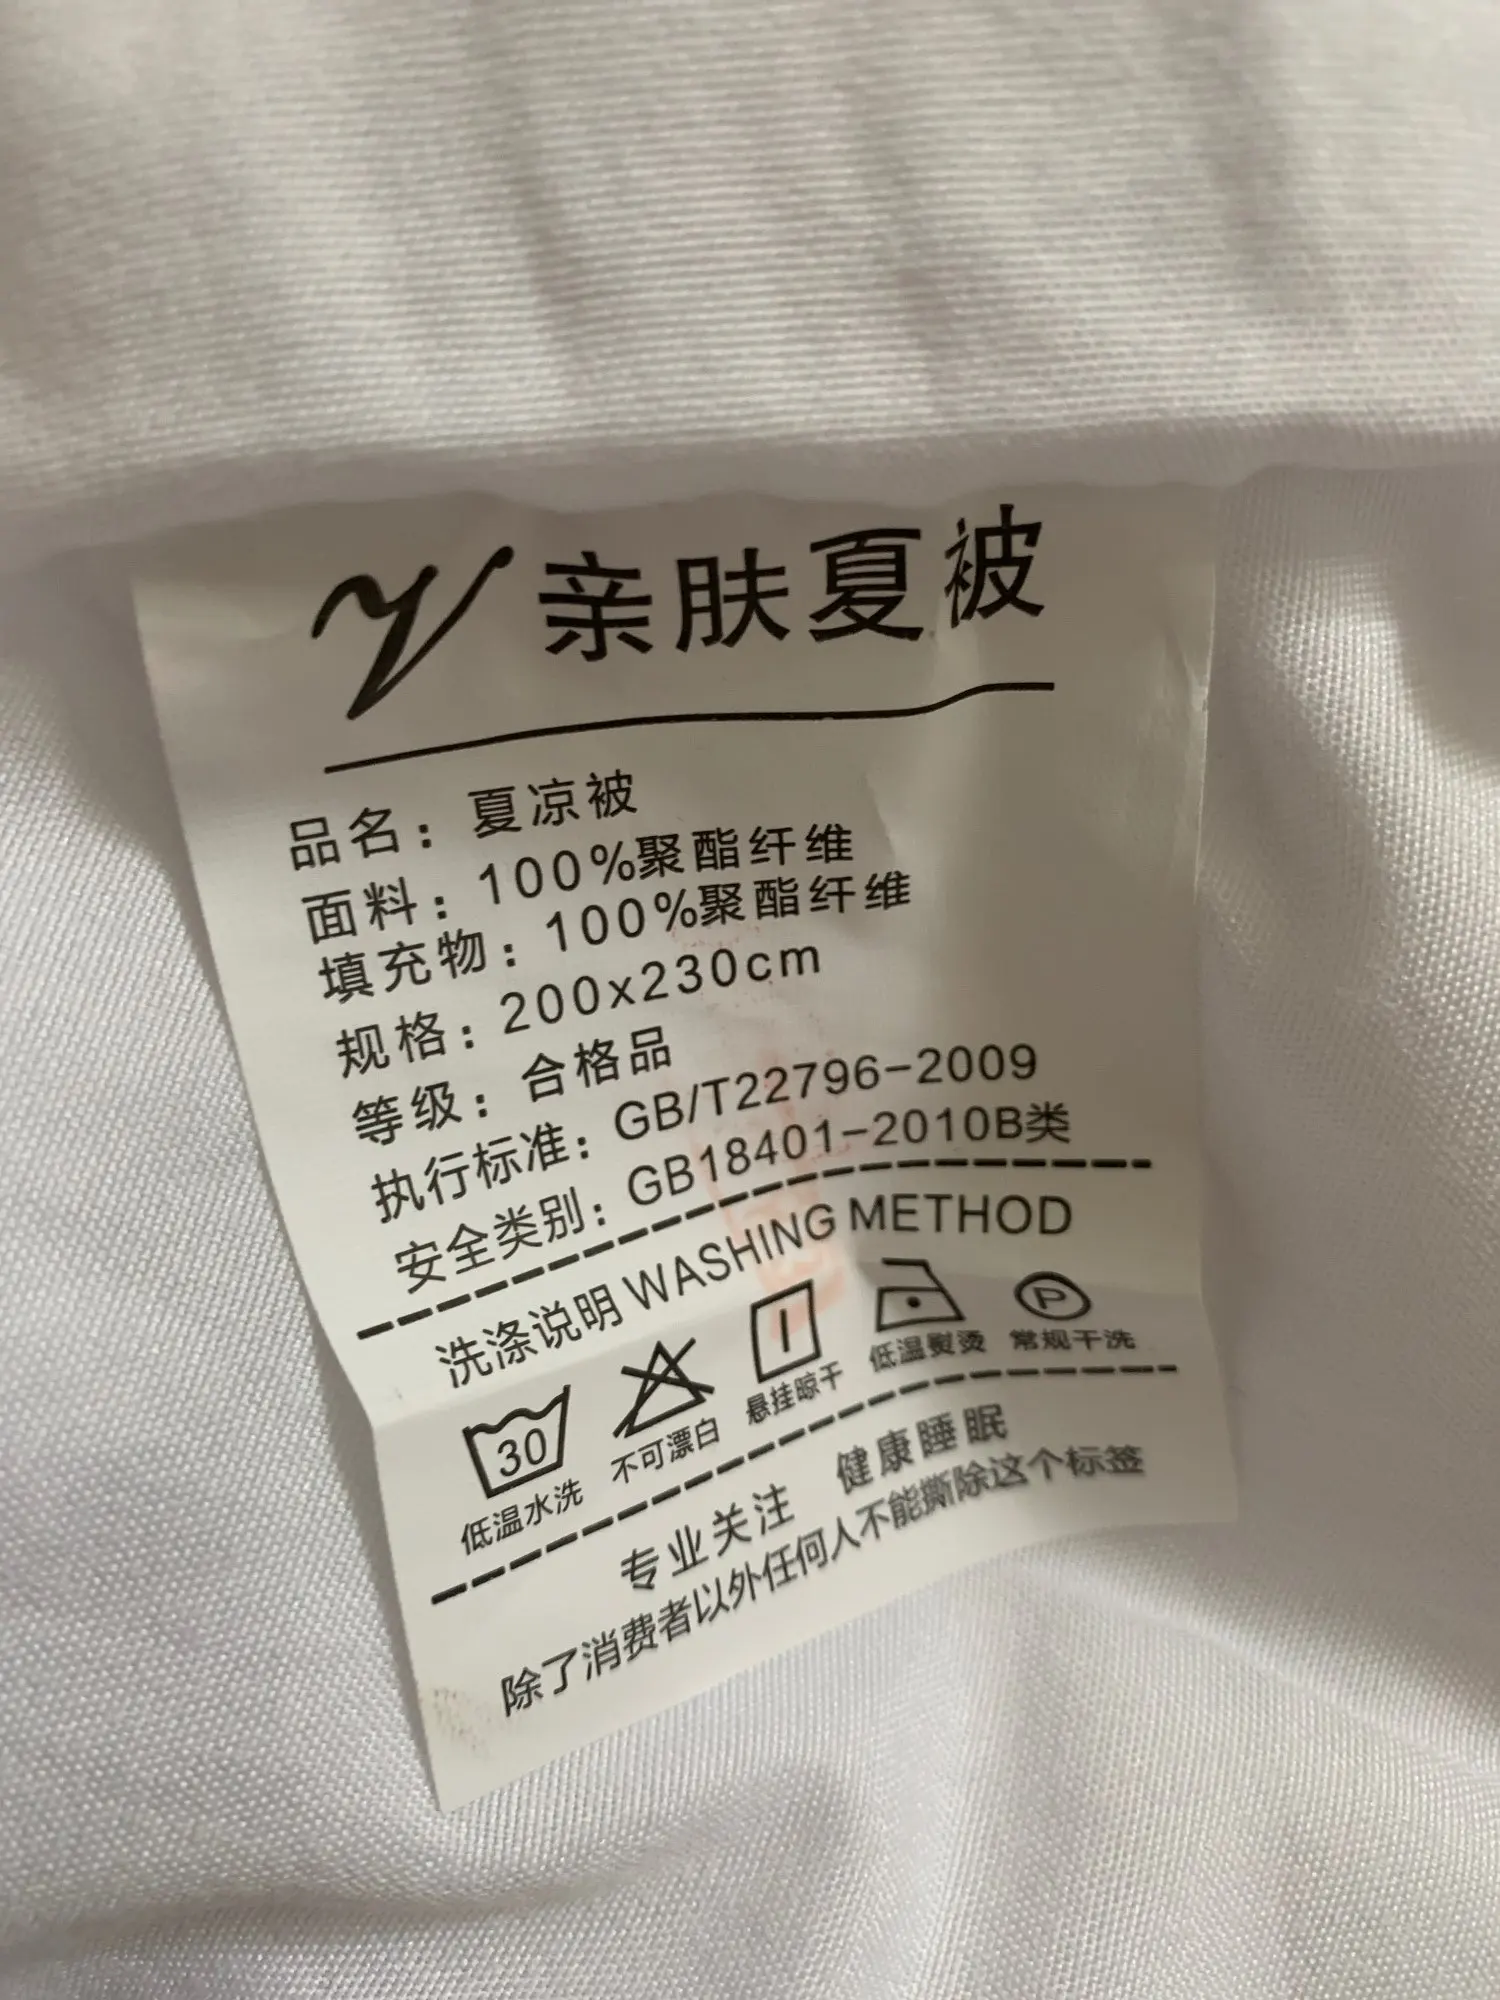 亲肤夏被
品名：夏凉被
面料：100%聚酯纤维
填充物：100%聚酯纤维
规格：200x230cm
等级：合格品
执行标准：GB/T22796-2009
安全类别：GB18401-2010B类
洗涤说明 WASHING METHOD
30 P
低温水洗 不可漂白 悬挂晾干 低温熨烫 常规干洗
专业关注 健康睡眠
除了消费者以外任何人不能撕除这个标签